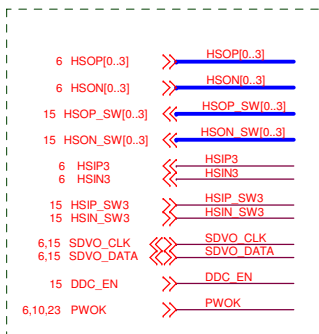 6 HSOP[0..3] HSOP[0..3]
6 HSON[0..3] HSON[0..3]
15 HSOP_SW[0..3] HSOP_SW[0..3]
15 HSON_SW[0..3] HSON_SW[0..3]
6 HSIP3 HSIP3
6 HSIN3 HSIN3
15 HSIP_SW3 HSIP_SW3
15 HSIN_SW3 HSIN_SW3
6,15 SDVO_CLK SDVO_CLK
6,15 SDVO_DATA SDVO_DATA
15 DDC_EN DDC_EN
6,10,23 PWOK PWOK